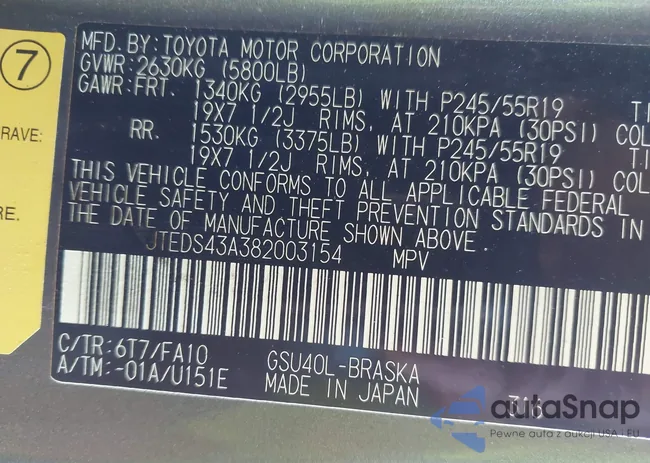 7
RAVE:
RE.
MFD.BY:TOYOTA MOTOR CORPORATION
GVWR:2630KG (5800LB)
GAWR:FRT. 1340KG (2955LB) WITH P245/55R19 TI
19X7 1/2J RIMS, AT 210KPA (30PSI) COL
RR. 1530KG (3375LB) WITH P245/55R19 TI
19X7 1/2J RIMS, AT 210KPA (30PSI) COL
THIS VEHICLE CONFORMS TO ALL APPLICABLE FEDERAL
VEHICLE SAFETY AND THEFT PREVENTION STANDARDS IN
THE DATE OF MANUFACTURE SHOWN ABOVE.
JTEDS43A382003154 MPV
C/TR:6T7/FA10 GSU40L-BRASKA
A/TM:-01A/U151E MADE IN JAPAN
autoSnap
Pewne auta z aukcji USA i EU